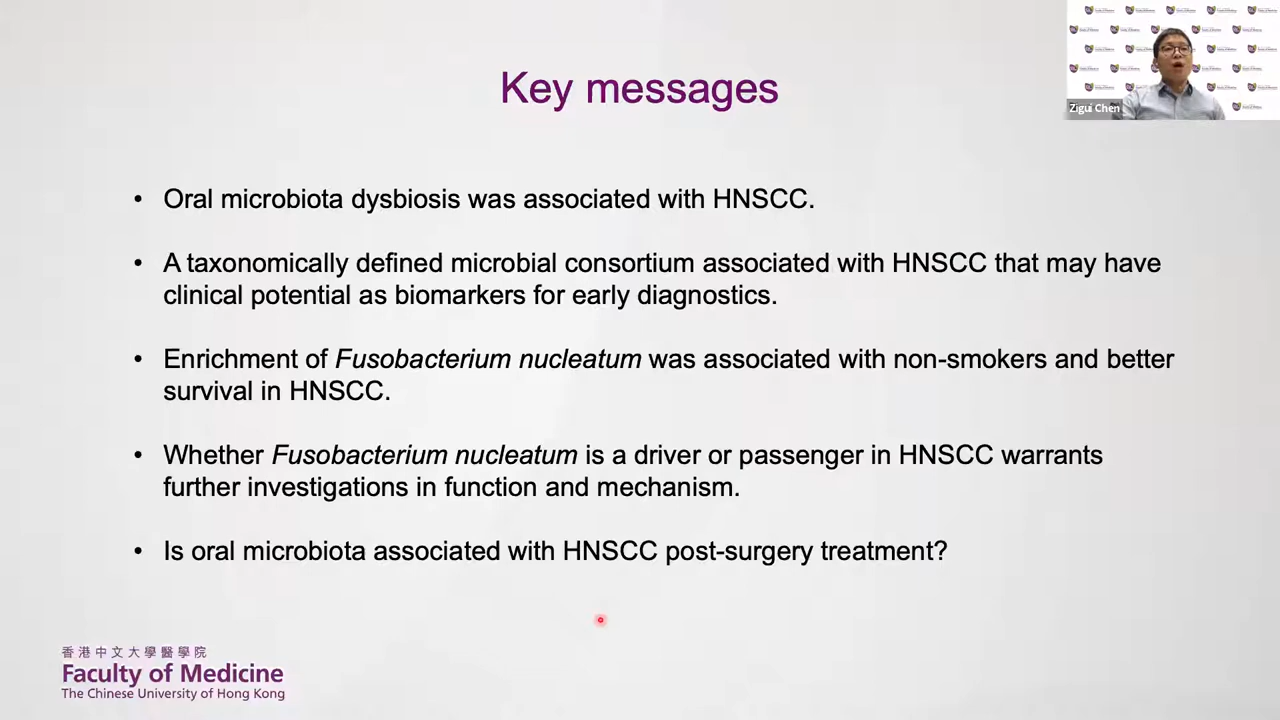 Key messages
Zigui Chen
• Oral microbiota dysbiosis was associated with HNSCC.
• A taxonomically defined microbial consortium associated with HNSCC that may have
clinical potential as biomarkers for early diagnostics.
• Enrichment of Fusobacterium nucleatum was associated with non-smokers and better
survival in HNSCC.
• Whether Fusobacterium nucleatum is a driver or passenger in HNSCC warrants
further investigations in function and mechanism.
• Is oral microbiota associated with HNSCC post-surgery treatment?
香港中文大學醫學院
Faculty of Medicine
The Chinese University of Hong Kong